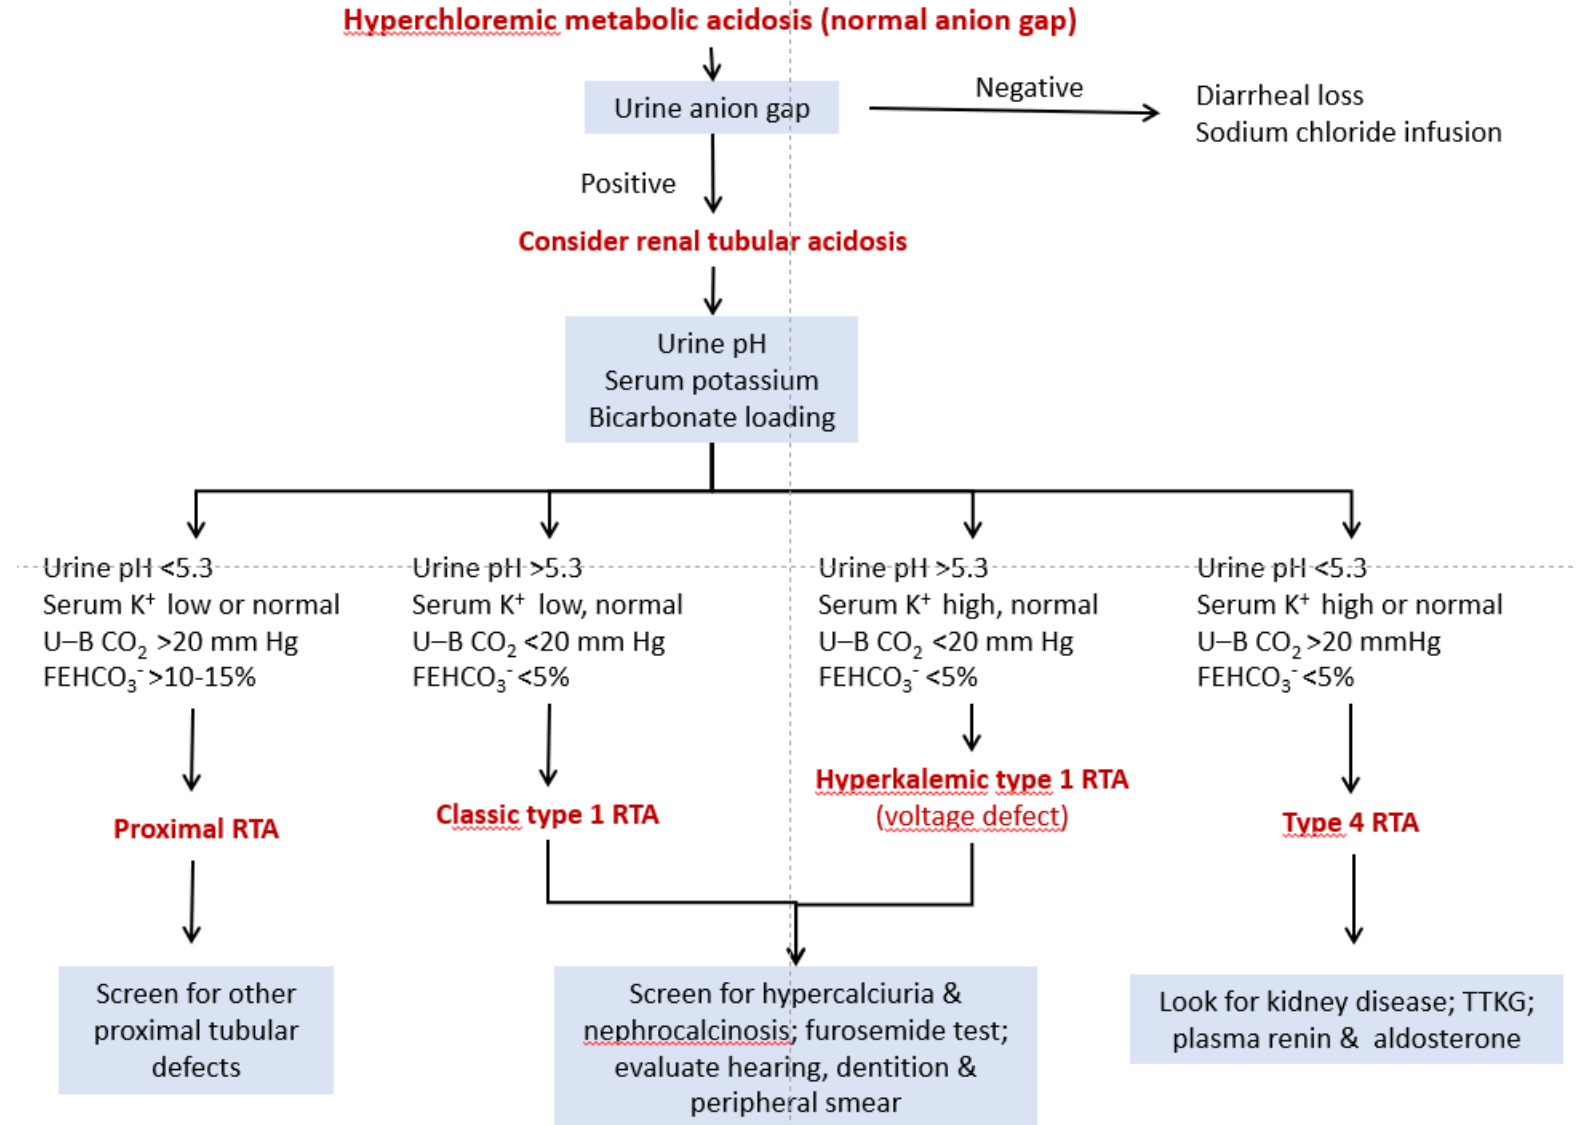 Hyperchloremic metabolic acidosis (normal anion gap)
Urine anion gap
Negative
Diarrheal loss
Sodium chloride infusion
Positive
Consider renal tubular acidosis
Urine pH
Serum potassium
Bicarbonate loading
Urine pH <5.3
Serum K⁺ low or normal
U–B CO₂ >20 mm Hg
FEHCO₃⁻ >10-15%
Urine pH >5.3
Serum K⁺ low, normal
U–B CO₂ <20 mm Hg
FEHCO₃⁻ <5%
Urine pH >5.3
Serum K⁺ high, normal
U–B CO₂ <20 mm Hg
FEHCO₃⁻ <5%
Urine pH <5.3
Serum K⁺ high or normal
U–B CO₂ >20 mmHg
FEHCO₃⁻ <5%
Proximal RTA
Classic type 1 RTA
Hyperkalemic type 1 RTA
(voltage defect)
Type 4 RTA
Screen for other
proximal tubular
defects
Screen for hypercalciuria &
nephrocalcinosis; furosemide test;
evaluate hearing, dentition &
peripheral smear
Look for kidney disease; TTKG;
plasma renin & aldosterone